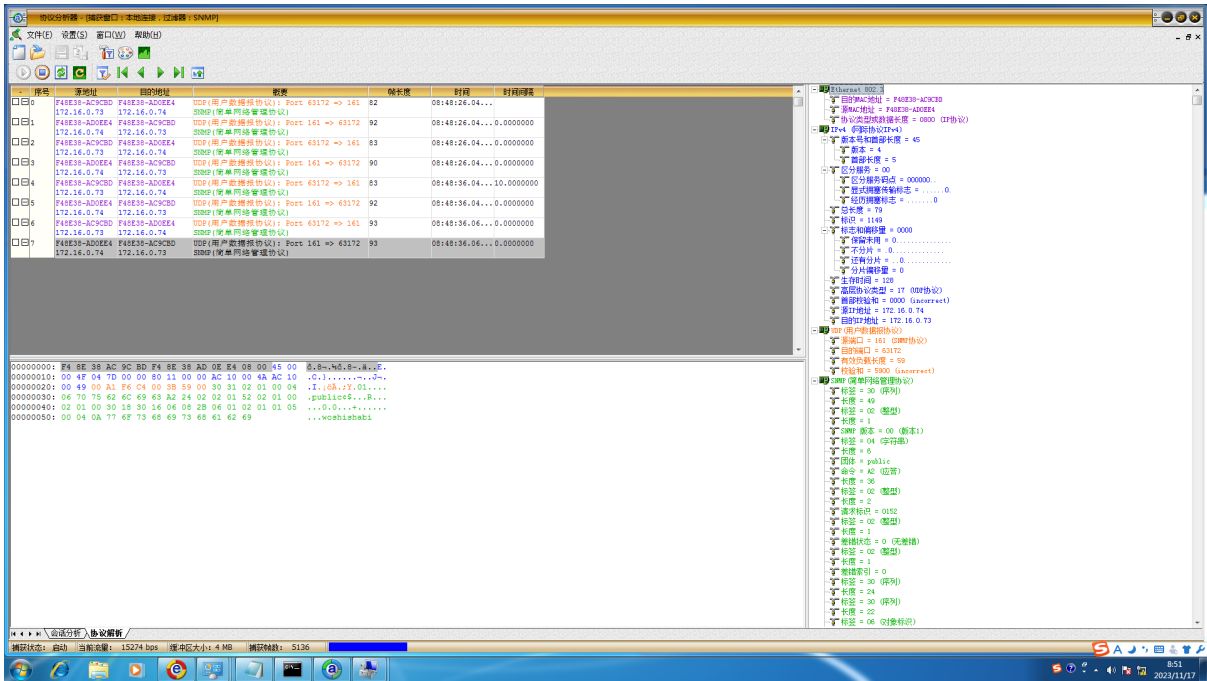 协议分析器 - [捕获窗口：本地连接，过滤器：SNMP]
文件(F) 设置(S) 窗口(W) 帮助(H)
- 序号 源地址 目的地址 概要 帧长度 时间 时间间隔
0 F48E38-AC9CBD F48E38-AD0EE4 UDP(用户数据报协议): Port 63172 => 161 82 08:48:26.04...
172.16.0.73 172.16.0.74 SNMP(简单网络管理协议)
1 F48E38-AD0EE4 F48E38-AC9CBD UDP(用户数据报协议): Port 161 => 63172 92 08:48:26.04... 0.0000000
172.16.0.74 172.16.0.73 SNMP(简单网络管理协议)
2 F48E38-AC9CBD F48E38-AD0EE4 UDP(用户数据报协议): Port 63172 => 161 83 08:48:26.04... 0.0000000
172.16.0.73 172.16.0.74 SNMP(简单网络管理协议)
3 F48E38-AD0EE4 F48E38-AC9CBD UDP(用户数据报协议): Port 161 => 63172 90 08:48:26.04... 0.0000000
172.16.0.74 172.16.0.73 SNMP(简单网络管理协议)
4 F48E38-AC9CBD F48E38-AD0EE4 UDP(用户数据报协议): Port 63172 => 161 83 08:48:36.04... 10.0000000
172.16.0.73 172.16.0.74 SNMP(简单网络管理协议)
5 F48E38-AD0EE4 F48E38-AC9CBD UDP(用户数据报协议): Port 161 => 63172 92 08:48:36.04... 0.0000000
172.16.0.74 172.16.0.73 SNMP(简单网络管理协议)
6 F48E38-AC9CBD F48E38-AD0EE4 UDP(用户数据报协议): Port 63172 => 161 93 08:48:36.06... 0.0000000
172.16.0.73 172.16.0.74 SNMP(简单网络管理协议)
7 F48E38-AD0EE4 F48E38-AC9CBD UDP(用户数据报协议): Port 161 => 63172 93 08:48:36.06... 0.0000000
172.16.0.74 172.16.0.73 SNMP(简单网络管理协议)
00000000: F4 8E 38 AC 9C BD F4 8E 38 AD 0E E4 08 00 45 00
00000010: 00 4F 04 7D 00 00 80 11 00 00 AC 10 00 4A AC 10
00000020: 00 49 00 A1 F6 C4 00 3B 59 00 30 31 02 01 00 04
00000030: 06 70 75 62 6C 69 63 A2 24 02 02 01 52 02 01 00 .public¢$...R...
00000040: 02 01 00 30 18 30 16 06 08 2B 06 01 02 01 01 05 ...0.0...+......
00000050: 00 04 0A 77 6F 73 68 69 73 68 61 62 69 ...woshishabi
Ethernet 802.3
目的MAC地址 = F48E38-AC9CBD
源MAC地址 = F48E38-AD0EE4
协议类型或数据长度 = 0800 (IP协议)
IPv4 (网际协议IPv4)
版本号和首部长度 = 45
版本 = 4
首部长度 = 5
区分服务 = 00
区分服务码点 = 000000..
显式拥塞传输标志 = ......0.
经历拥塞标志 = .......0
总长度 = 79
标识 = 1149
标志和偏移量 = 0000
保留未用 = 0...............
不分片 = .0..............
还有分片 = ..0.............
分片偏移量 = 0
生存时间 = 128
高层协议类型 = 17 (UDP协议)
首部校验和 = 0000 (incorrect)
源IP地址 = 172.16.0.74
目的IP地址 = 172.16.0.73
UDP(用户数据报协议)
源端口 = 161 (SNMP协议)
目的端口 = 63172
有效负载长度 = 59
校验和 = 5900 (incorrect)
SNMP(简单网络管理协议)
标签 = 30 (序列)
长度 = 49
标签 = 02 (整型)
长度 = 1
SNMP 版本 = 00 (版本1)
标签 = 04 (字符串)
长度 = 6
团体 = public
命令 = A2 (应答)
长度 = 36
标签 = 02 (整型)
长度 = 2
请求标识 = 0152
标签 = 02 (整型)
长度 = 1
差错状态 = 0 (无差错)
标签 = 02 (整型)
长度 = 1
差错索引 = 0
标签 = 30 (序列)
长度 = 24
标签 = 30 (序列)
长度 = 22
标签 = 06 (对象标识)
会话分析 协议解析
捕获状态: 启动 当前流量: 15274 bps 缓冲区大小: 4 MB 捕获帧数: 5136
8:51
2023/11/17